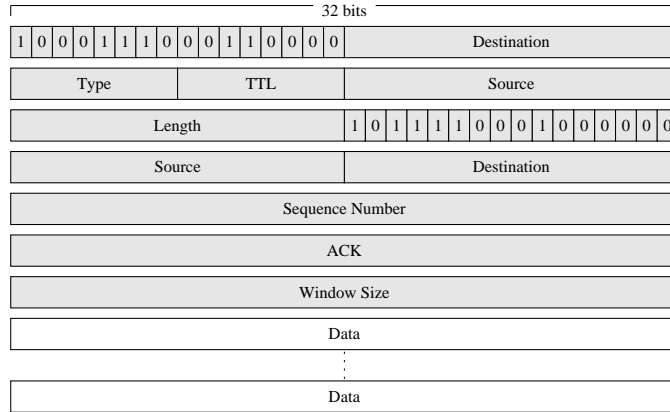 32 bits
1 0 0 0 1 1 1 0 0 0 1 1 0 0 0 0 Destination
Type TTL Source
Length 1 0 1 1 1 1 0 0 0 1 0 0 0 0 0 0
Source Destination
Sequence Number
ACK
Window Size
Data
Data